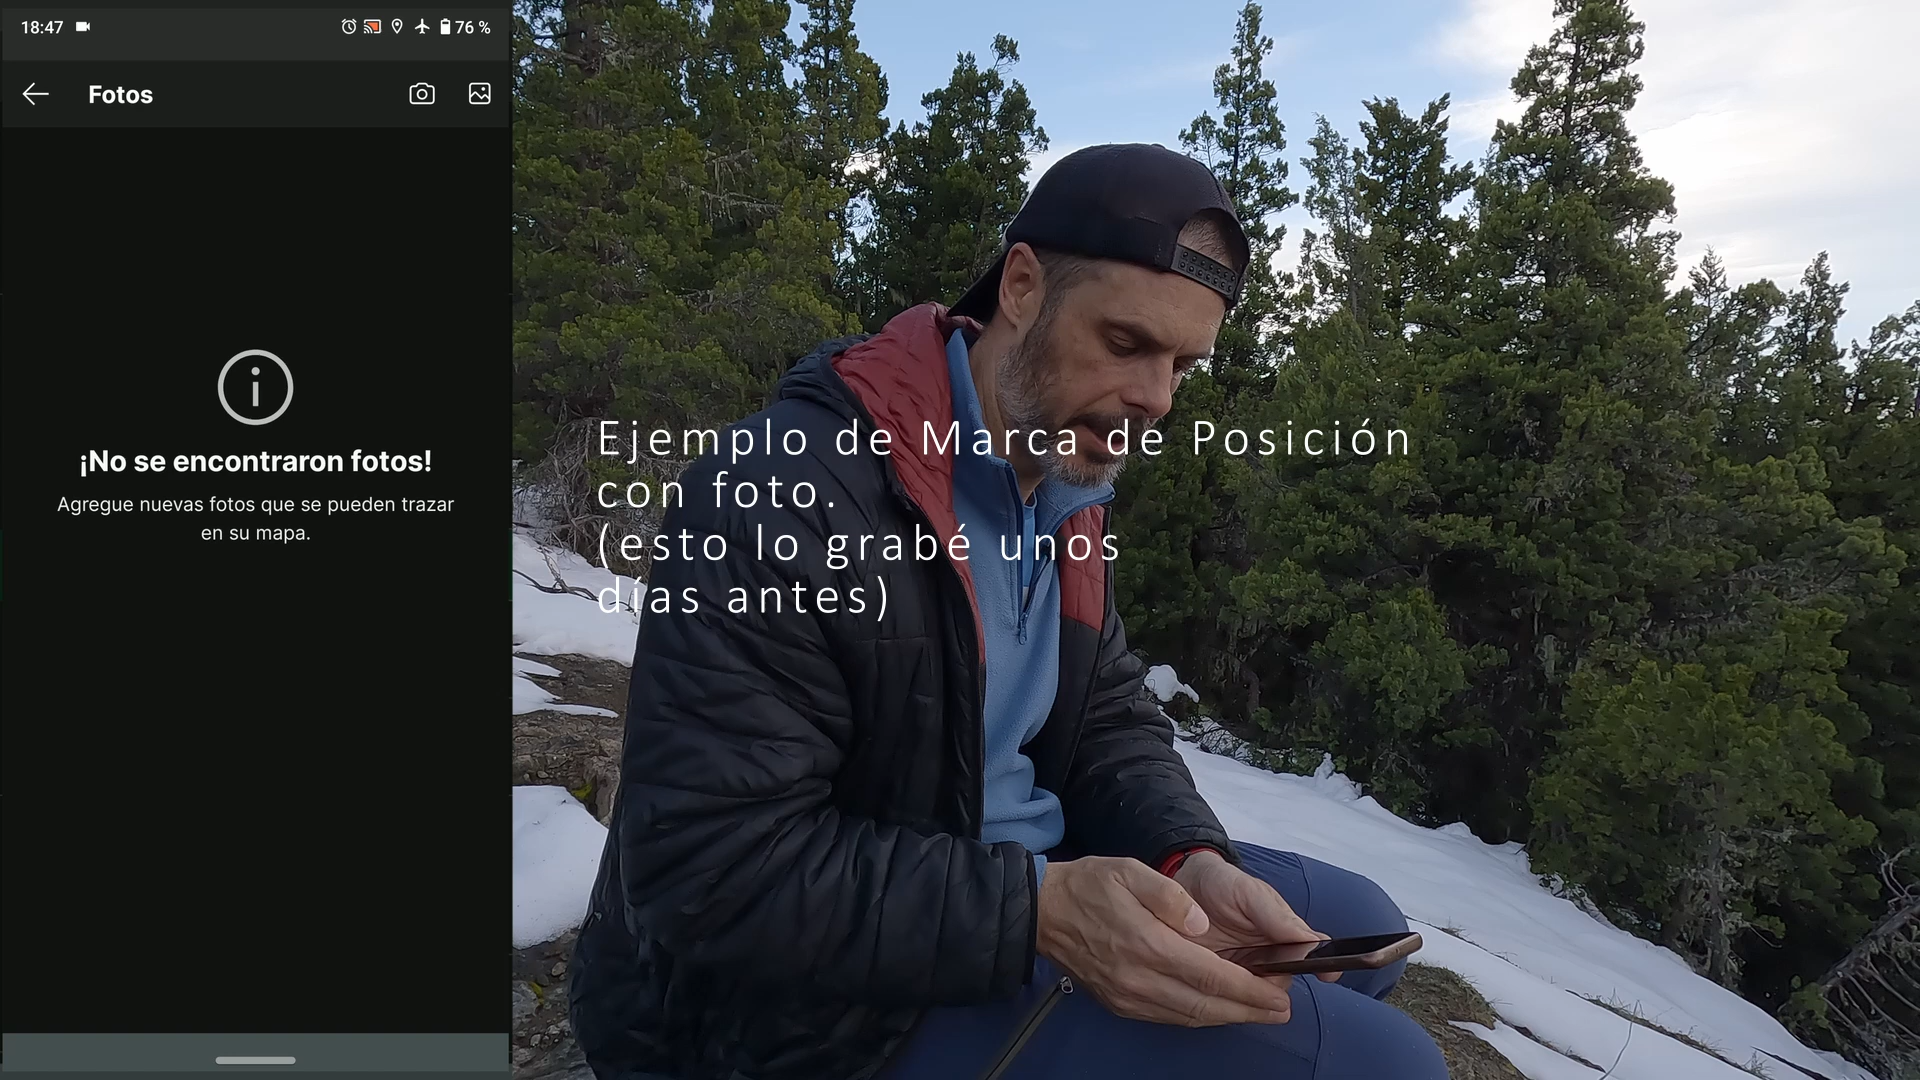 18:47
76 %
Fotos
¡No se encontraron fotos!
Agregue nuevas fotos que se pueden trazar
en su mapa.
Ejemplo de Marca de Posición
con foto.
(esto lo grabé unos
días antes)